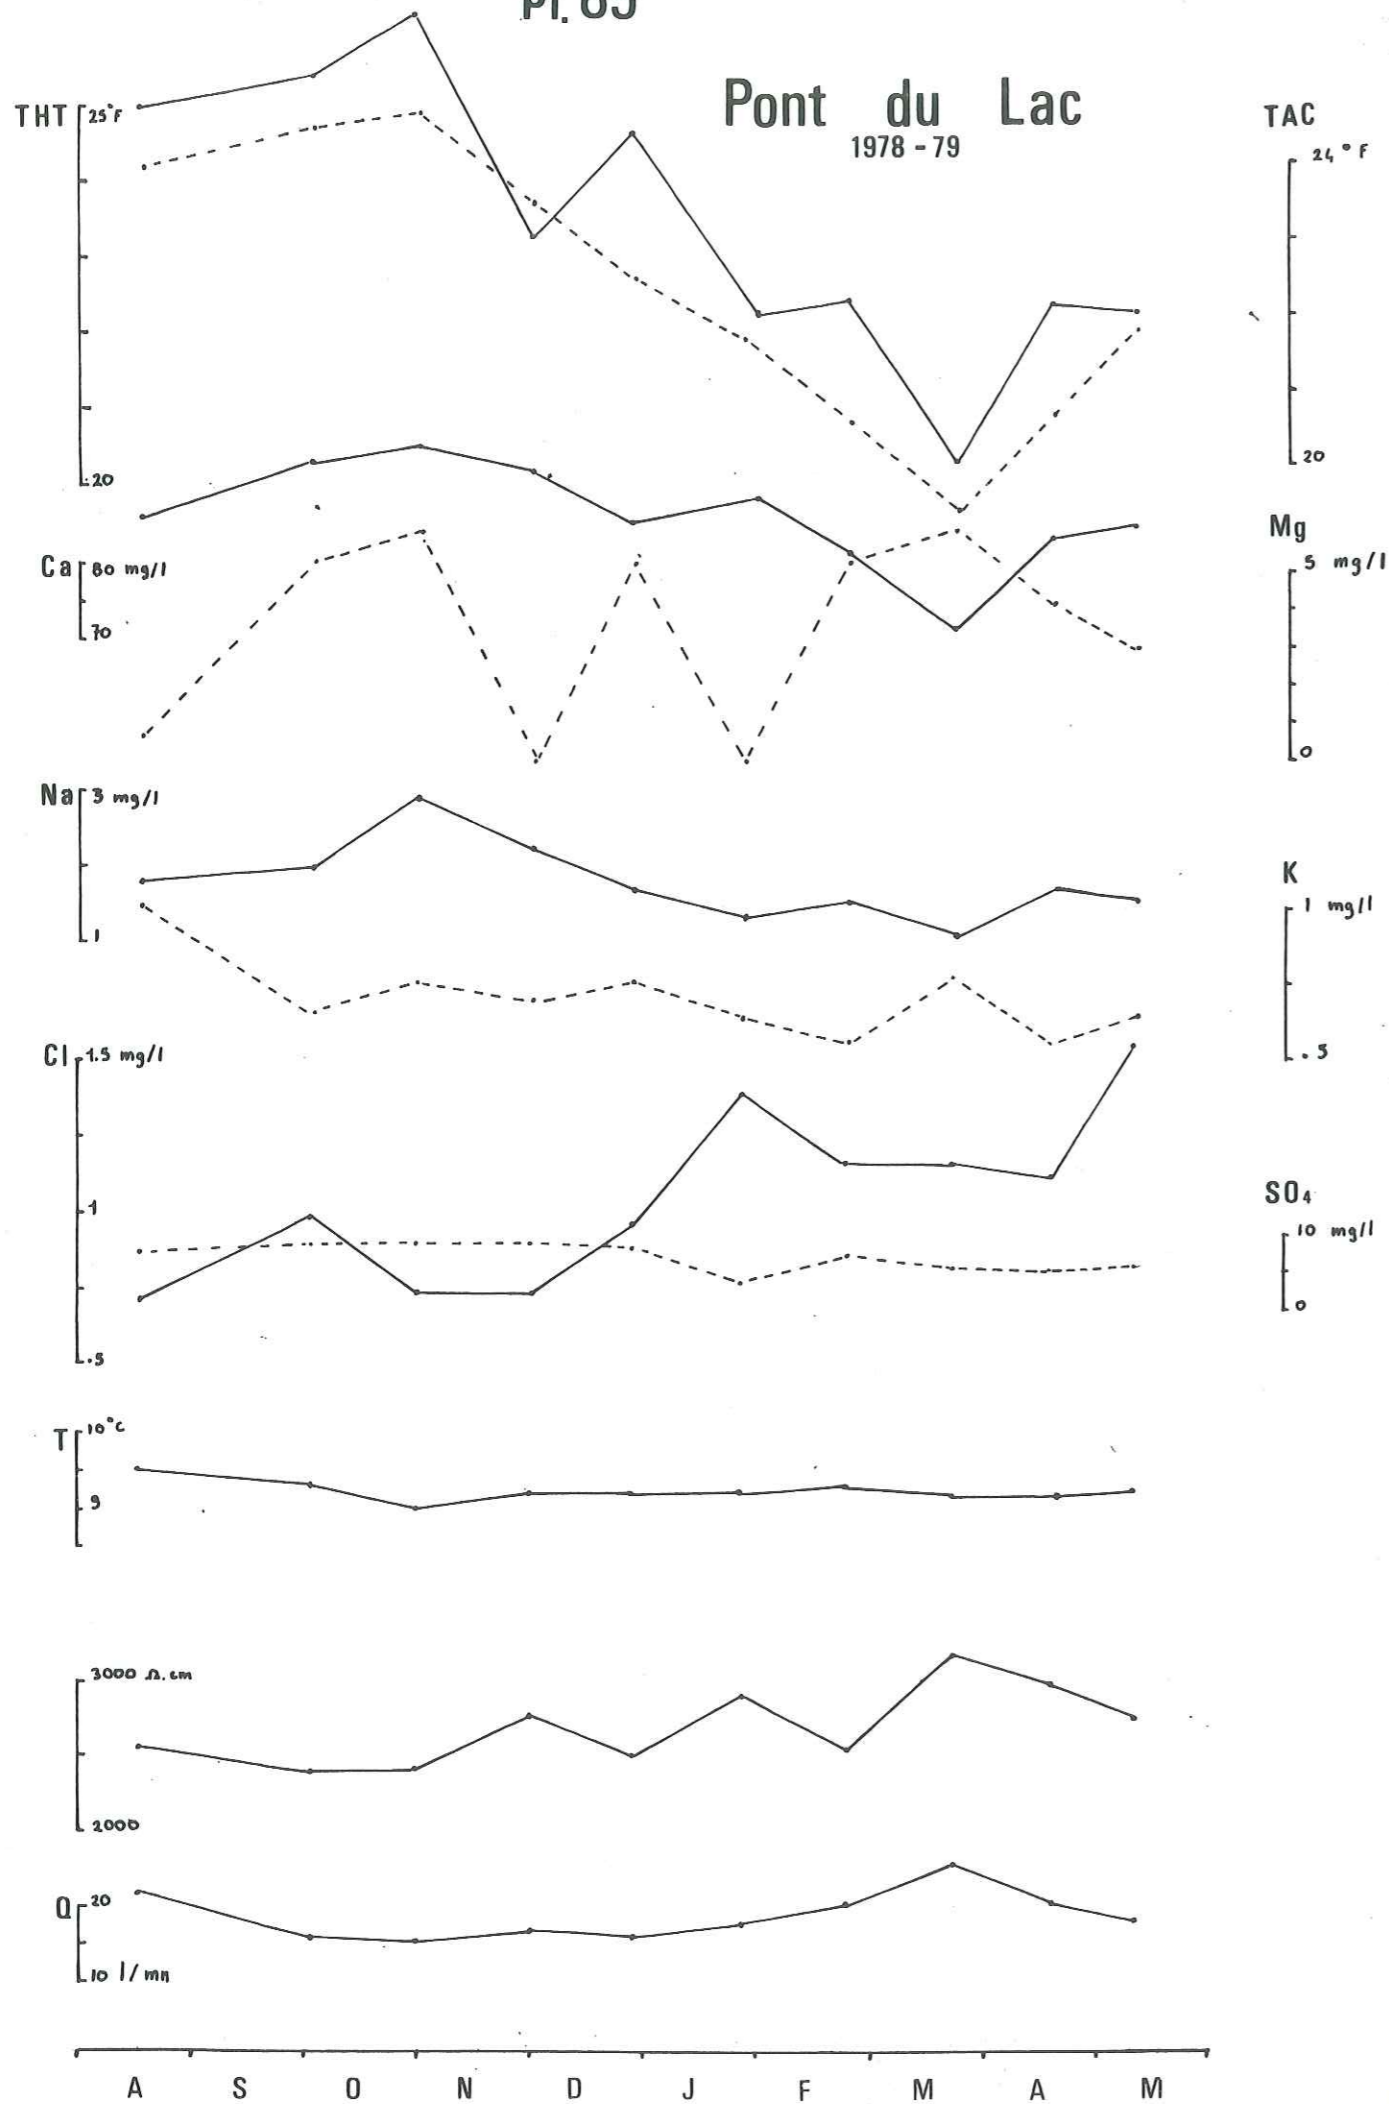 Pl. 85
Pont du Lac
1978 - 79
THT
25°F
20
TAC
24°F
20
Ca
80 mg/l
70
Mg
5 mg/l
0
Na
3 mg/l
1
K
1 mg/l
.5
Cl
1.5 mg/l
1
.5
SO4
10 mg/l
0
T
10°C
9
3000 Ω.cm
2000
Q
20
10 l/mn
A S O N D J F M A M